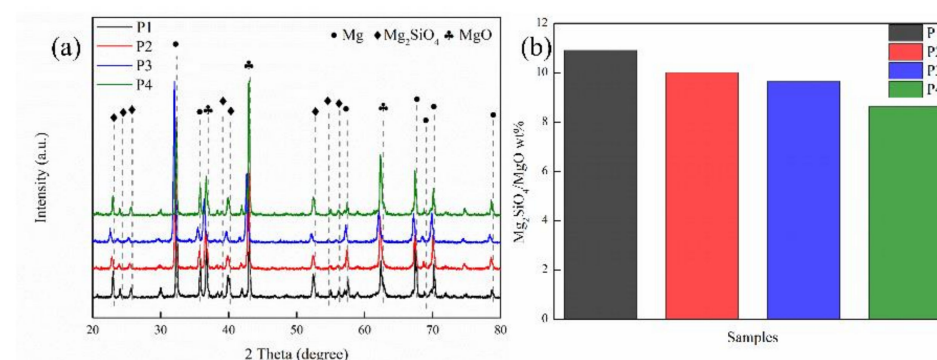 (a)
P1
P2
P3
P4
● Mg ♦ Mg₂SiO₄ ♣ MgO
Intensity (a.u.)
20 30 40 50 60 70 80
2 Theta (degree)
(b)
12
10
8
6
4
2
0
Mg₂SiO₄/MgO wt%
Samples
P
P
P
P